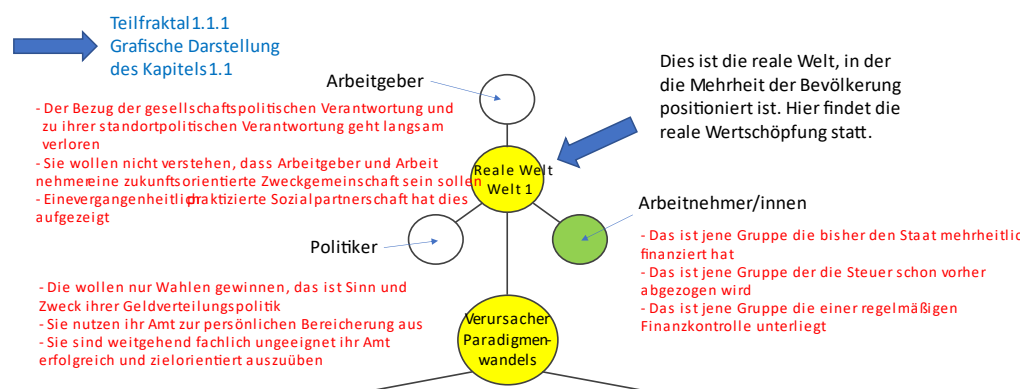 Teilfraktal 1.1.1
Grafische Darstellung
des Kapitels 1.1
Arbeitgeber
- Der Bezug der gesellschaftspolitischen Verantwortung und
zu ihrer standortpolitischen Verantwortung geht langsam
verloren
- Sie wollen nicht verstehen, dass Arbeitgeber und Arbeit
nehmer eine zukunftsorientierte Zweckgemeinschaft sein sollen
- Eine vergangenheitlich praktizierte Sozialpartnerschaft hat dies
aufgezeigt
Dies ist die reale Welt, in der
die Mehrheit der Bevölkerung
positioniert ist. Hier findet die
reale Wertschöpfung statt.
Reale Welt
Welt 1
Arbeitnehmer/innen
- Das ist jene Gruppe die bisher den Staat mehrheitlic
finanziert hat
- Das ist jene Gruppe der die Steuer schon vorher
abgezogen wird
- Das ist jene Gruppe die einer regelmäßigen
Finanzkontrolle unterliegt
Politiker
- Die wollen nur Wahlen gewinnen, das ist Sinn und
Zweck ihrer Geldverteilungspolitik
- Sie nutzen ihr Amt zur persönlichen Bereicherung aus
- Sie sind weitgehend fachlich ungeeignet ihr Amt
erfolgreich und zielorientiert auszuüben
Verursacher
Paradigmen-
wandels